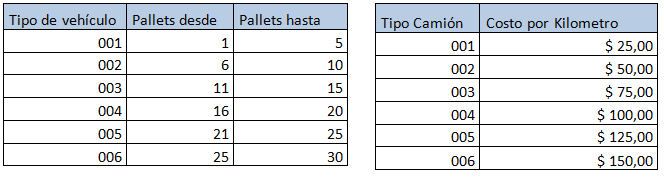 Tipo de vehículo Pallets desde Pallets hasta
001 1 5
002 6 10
003 11 15
004 16 20
005 21 25
006 25 30
Tipo Camión Costo por Kilometro
001 $ 25,00
002 $ 50,00
003 $ 75,00
004 $ 100,00
005 $ 125,00
006 $ 150,00